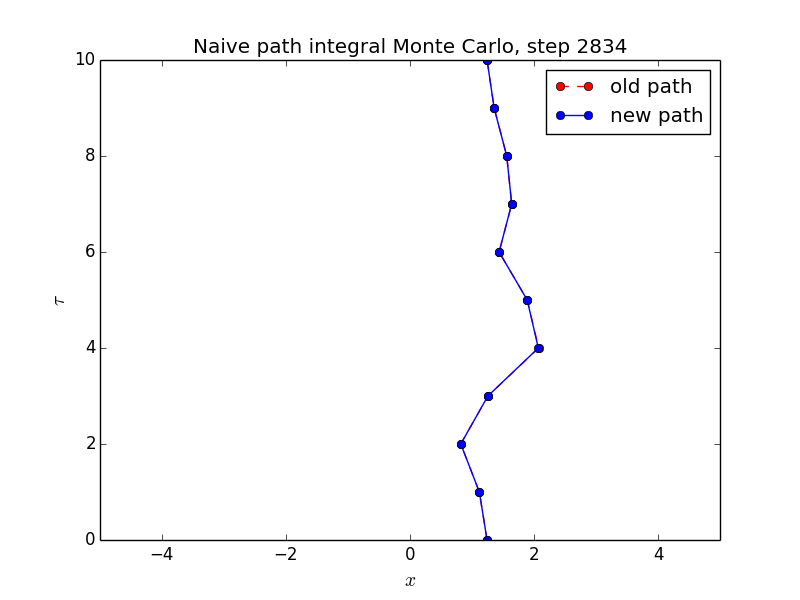 Naive path integral Monte Carlo, step 2834
old path
new path
10
8
6
4
2
0
τ
−4 −2 0 2 4
x